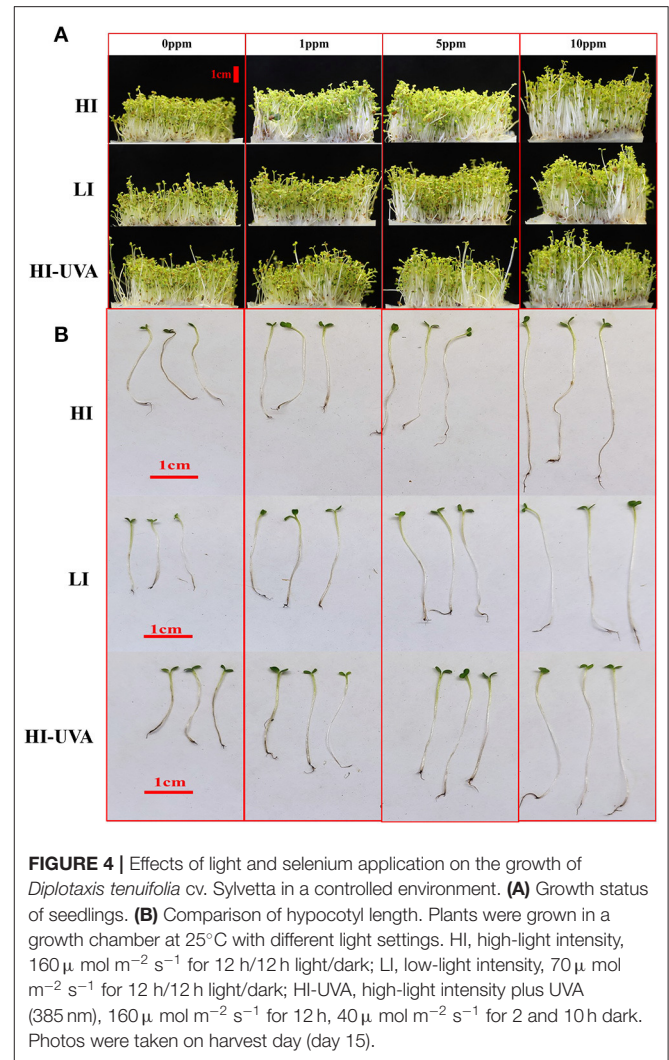 A
0ppm 1ppm 5ppm 10ppm
1cm
HI
LI
HI-UVA
B
HI
1cm
LI
1cm
HI-UVA
1cm
FIGURE 4 | Effects of light and selenium application on the growth of
Diplotaxis tenuifolia cv. Sylvetta in a controlled environment. (A) Growth status
of seedlings. (B) Comparison of hypocotyl length. Plants were grown in a
growth chamber at 25°C with different light settings. HI, high-light intensity,
160 μ mol m−2 s−1 for 12 h/12 h light/dark; LI, low-light intensity, 70 μ mol
m−2 s−1 for 12 h/12 h light/dark; HI-UVA, high-light intensity plus UVA
(385 nm), 160 μ mol m−2 s−1 for 12 h, 40 μ mol m−2 s−1 for 2 and 10 h dark.
Photos were taken on harvest day (day 15).